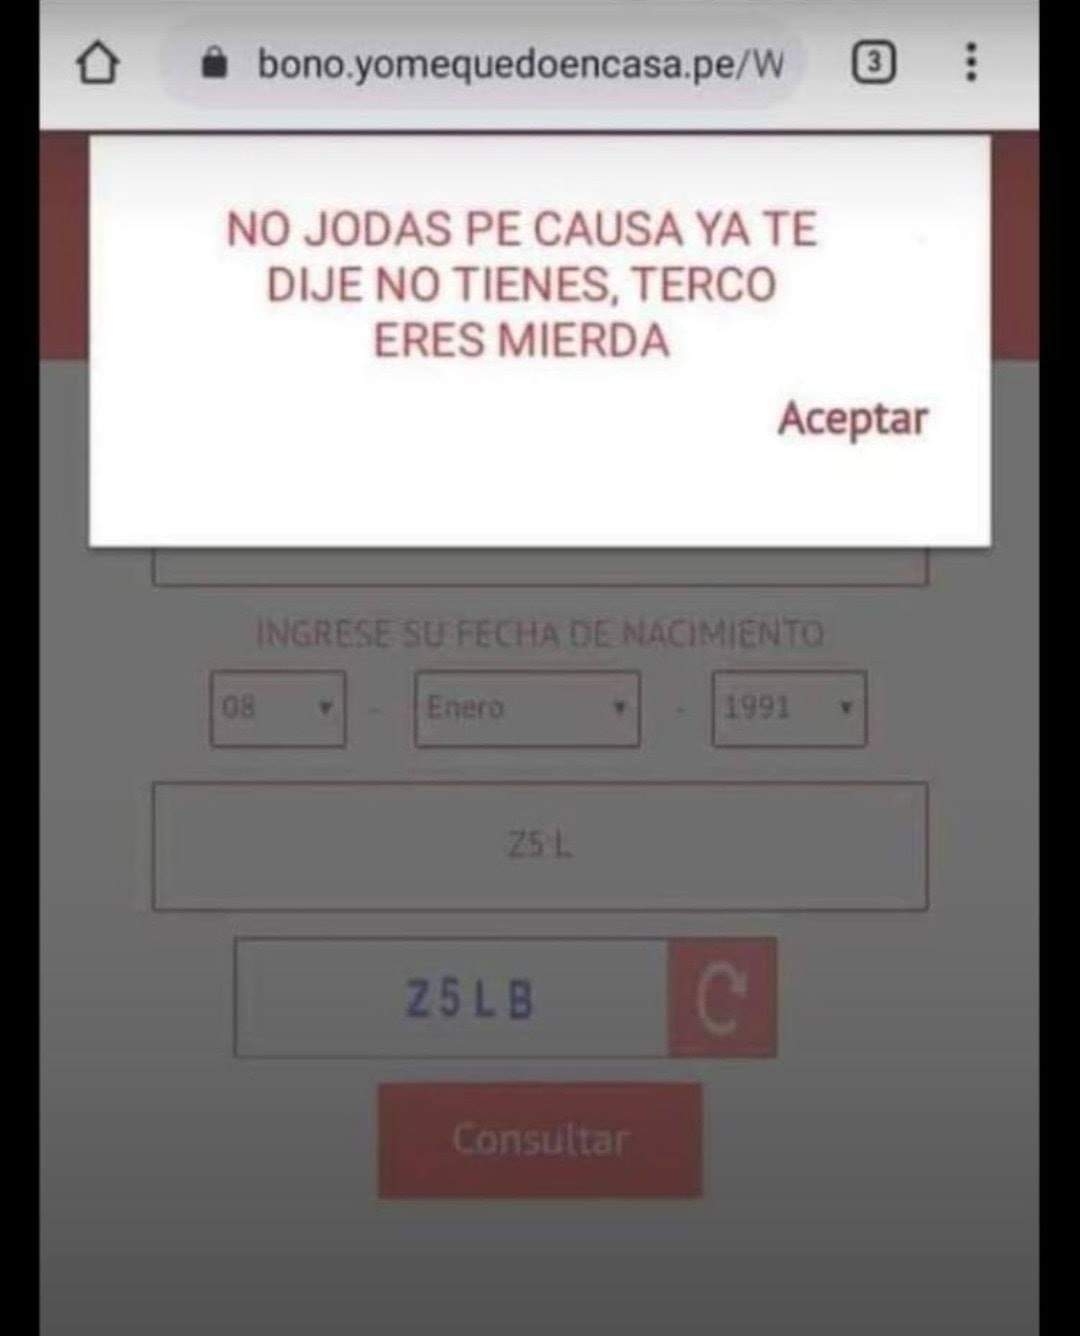 bono.yomequedoencasa.pe/W
3
NO JODAS PE CAUSA YA TE
DIJE NO TIENES, TERCO
ERES MIERDA
Aceptar
INGRESE SU FECHA DE NACIMIENTO
08 - Enero - 1991
Z5 L
Z5LB
Consultar